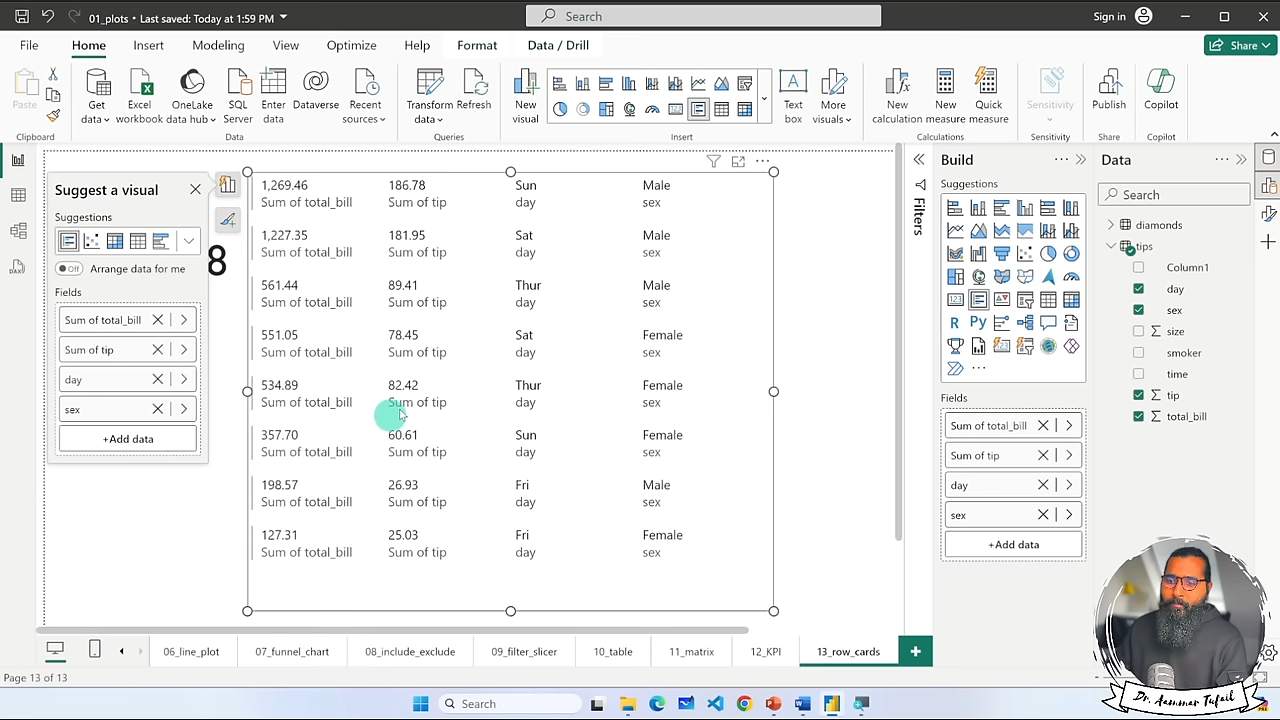 01_plots • Last saved: Today at 1:59 PM
Search
Sign in
File Home Insert Modeling View Optimize Help Format Data / Drill
Share
Paste
Get data
Excel workbook
OneLake data hub
SQL Server
Enter data
Dataverse
Recent sources
Transform data
Refresh
New visual
Text box
More visuals
New calculation
New measure
Quick measure
Sensitivity
Publish
Copilot
Clipboard Data Queries Insert Calculations Sensitivity Share Copilot
Suggest a visual
Suggestions
Off Arrange data for me
Fields
Sum of total_bill
Sum of tip
day
sex
+Add data
8
1,269.46 186.78 Sun Male
Sum of total_bill Sum of tip day sex
1,227.35 181.95 Sat Male
Sum of total_bill Sum of tip day sex
561.44 89.41 Thur Male
Sum of total_bill Sum of tip day sex
551.05 78.45 Sat Female
Sum of total_bill Sum of tip day sex
534.89 82.42 Thur Female
Sum of total_bill Sum of tip day sex
357.70 60.61 Sun Female
Sum of total_bill Sum of tip day sex
198.57 26.93 Fri Male
Sum of total_bill Sum of tip day sex
127.31 25.03 Fri Female
Sum of total_bill Sum of tip day sex
Filters
Build
Suggestions
R Py
Fields
Sum of total_bill
Sum of tip
day
sex
+Add data
Data
Search
diamonds
tips
Column1
day
sex
size
smoker
time
tip
total_bill
06_line_plot 07_funnel_chart 08_include_exclude 09_filter_slicer 10_table 11_matrix 12_KPI 13_row_cards
Page 13 of 13
Search
Dr. Aammar Tufail